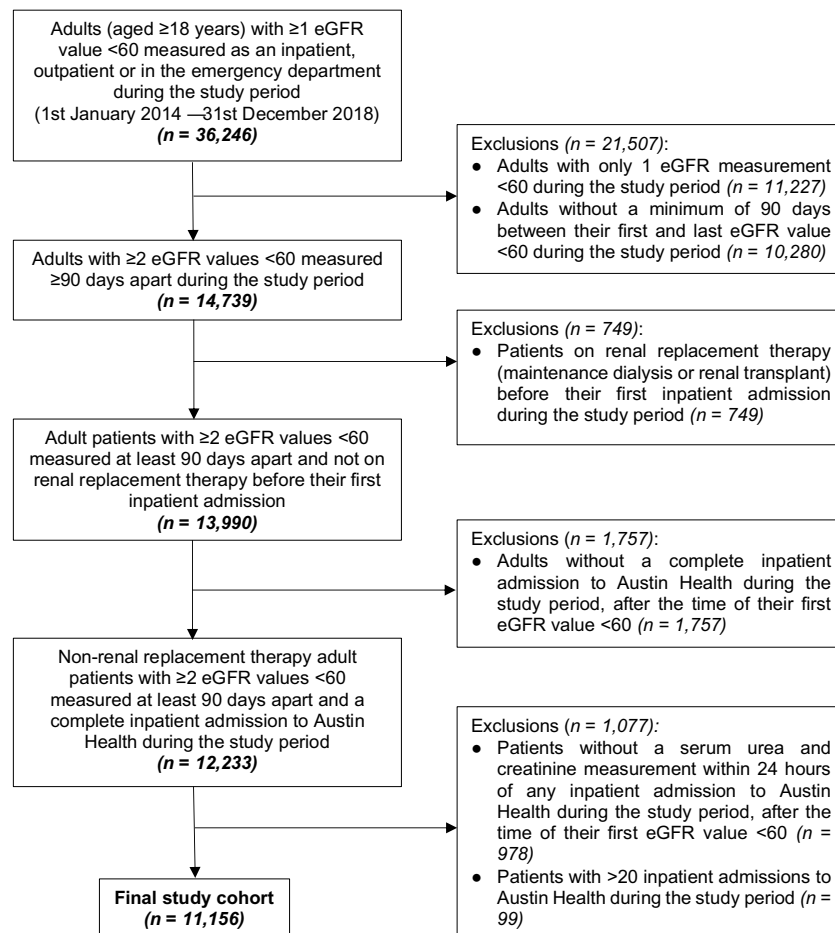 Adults (aged ≥18 years) with ≥1 eGFR
value <60 measured as an inpatient,
outpatient or in the emergency department
during the study period
(1st January 2014 —31st December 2018)
(n = 36,246)
Exclusions (n = 21,507):
● Adults with only 1 eGFR measurement
<60 during the study period (n = 11,227)
● Adults without a minimum of 90 days
between their first and last eGFR value
<60 during the study period (n = 10,280)
Adults with ≥2 eGFR values <60 measured
≥90 days apart during the study period
(n = 14,739)
Exclusions (n = 749):
● Patients on renal replacement therapy
(maintenance dialysis or renal transplant)
before their first inpatient admission
during the study period (n = 749)
Adult patients with ≥2 eGFR values <60
measured at least 90 days apart and not on
renal replacement therapy before their first
inpatient admission
(n = 13,990)
Exclusions (n = 1,757):
● Adults without a complete inpatient
admission to Austin Health during the
study period, after the time of their first
eGFR value <60 (n = 1,757)
Non-renal replacement therapy adult
patients with ≥2 eGFR values <60
measured at least 90 days apart and a
complete inpatient admission to Austin
Health during the study period
(n = 12,233)
Exclusions (n = 1,077):
● Patients without a serum urea and
creatinine measurement within 24 hours
of any inpatient admission to Austin
Health during the study period, after the
time of their first eGFR value <60 (n =
978)
● Patients with >20 inpatient admissions to
Austin Health during the study period (n =
99)
Final study cohort
(n = 11,156)